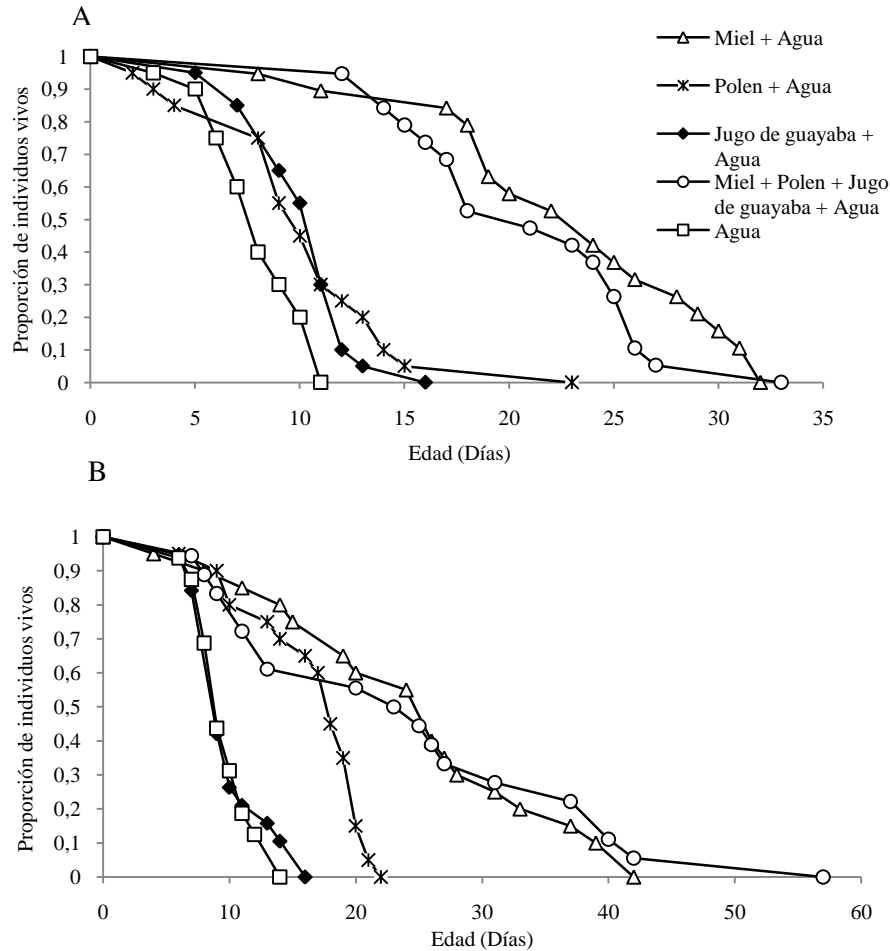 A
Miel + Agua
Polen + Agua
Jugo de guayaba +
Agua
Miel + Polen + Jugo
de guayaba + Agua
Agua
Proporción de individuos vivos
1
0,9
0,8
0,7
0,6
0,5
0,4
0,3
0,2
0,1
0
0 5 10 15 20 25 30 35
Edad (Días)
B
Proporción de individuos vivos
1
0,9
0,8
0,7
0,6
0,5
0,4
0,3
0,2
0,1
0
0 10 20 30 40 50 60
Edad (Días)